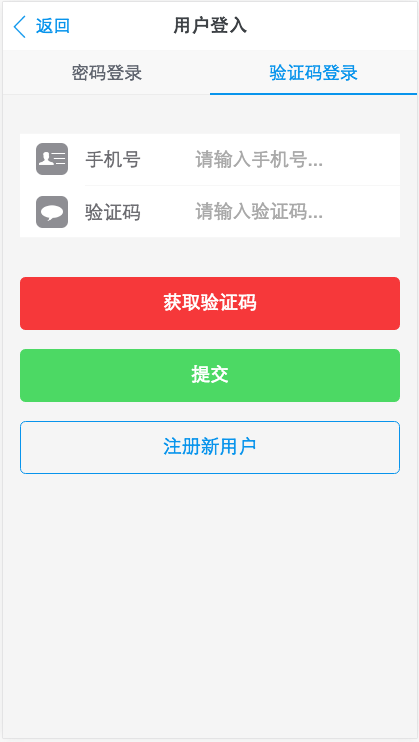 返回 用户登入
密码登录 验证码登录
手机号 请输入手机号...
验证码 请输入验证码...
获取验证码
提交
注册新用户